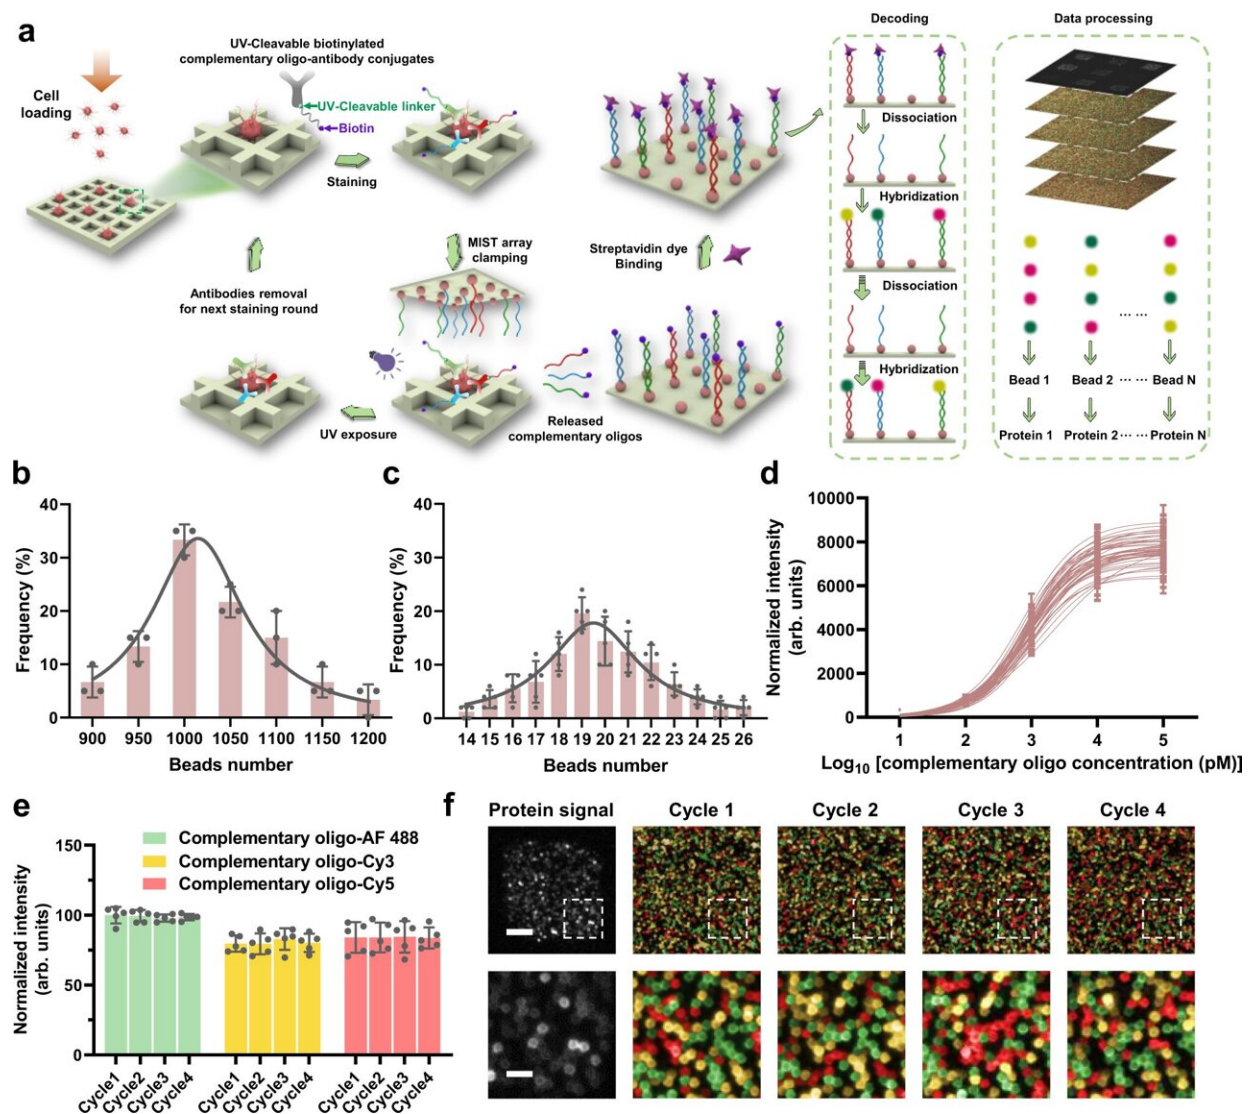 a
Cell
loading
UV-Cleavable biotinylated
complementary oligo-antibody conjugates
UV-Cleavable linker
Biotin
Staining
MIST array
clamping
Antibodies removal
for next staining round
UV exposure
Released
complementary oligos
Streptavidin dye
Binding
Decoding
Dissociation
Hybridization
Dissociation
Hybridization
Data processing
... ...
Bead 1 Bead 2 ... ... Bead N
Protein 1 Protein 2 ... ... Protein N
b
Frequency (%)
40
30
20
10
0
900 950 1000 1050 1100 1150 1200
Beads number
c
Frequency (%)
40
30
20
10
0
14 15 16 17 18 19 20 21 22 23 24 25 26
Beads number
d
Normalized intensity
(arb. units)
10000
8000
6000
4000
2000
0
1 2 3 4 5
Log10 [complementary oligo concentration (pM)]
e
Complementary oligo-AF 488
Complementary oligo-Cy3
Complementary oligo-Cy5
Normalized intensity
(arb. units)
150
100
50
0
Cycle1 Cycle2 Cycle3 Cycle4 Cycle1 Cycle2 Cycle3 Cycle4 Cycle1 Cycle2 Cycle3 Cycle4
f
Protein signal Cycle 1 Cycle 2 Cycle 3 Cycle 4